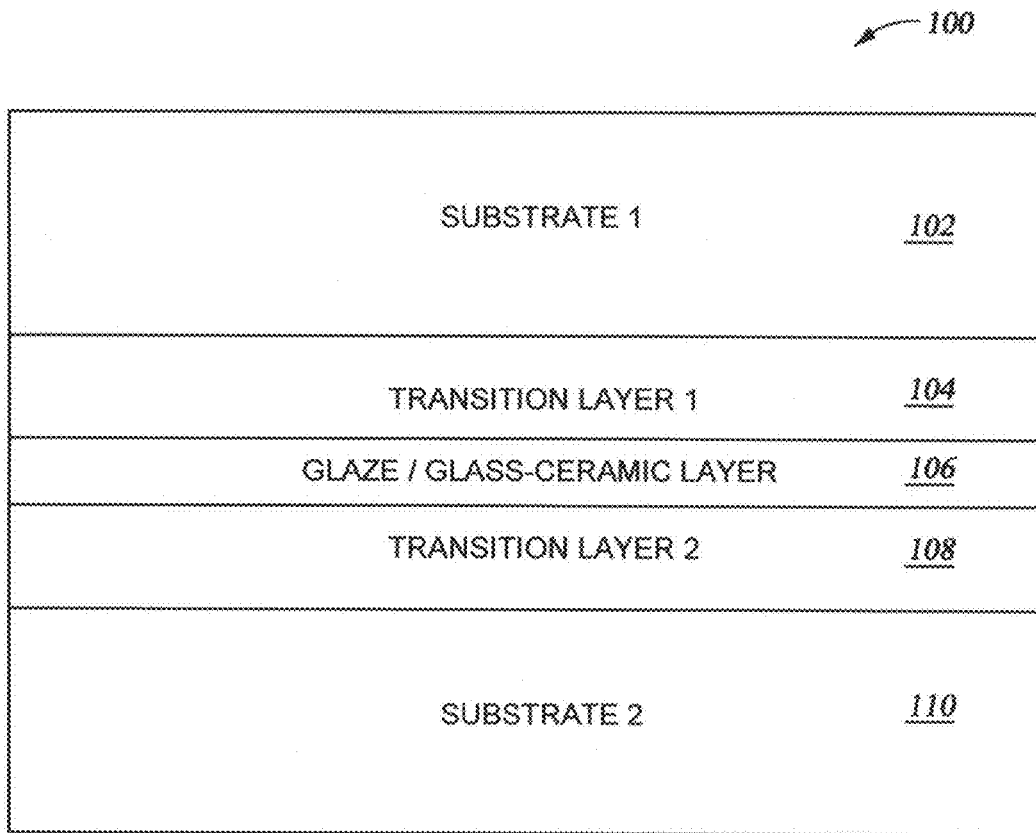 100
SUBSTRATE 1 102
TRANSITION LAYER 1 104
GLAZE / GLASS-CERAMIC LAYER 106
TRANSITION LAYER 2 108
SUBSTRATE 2 110